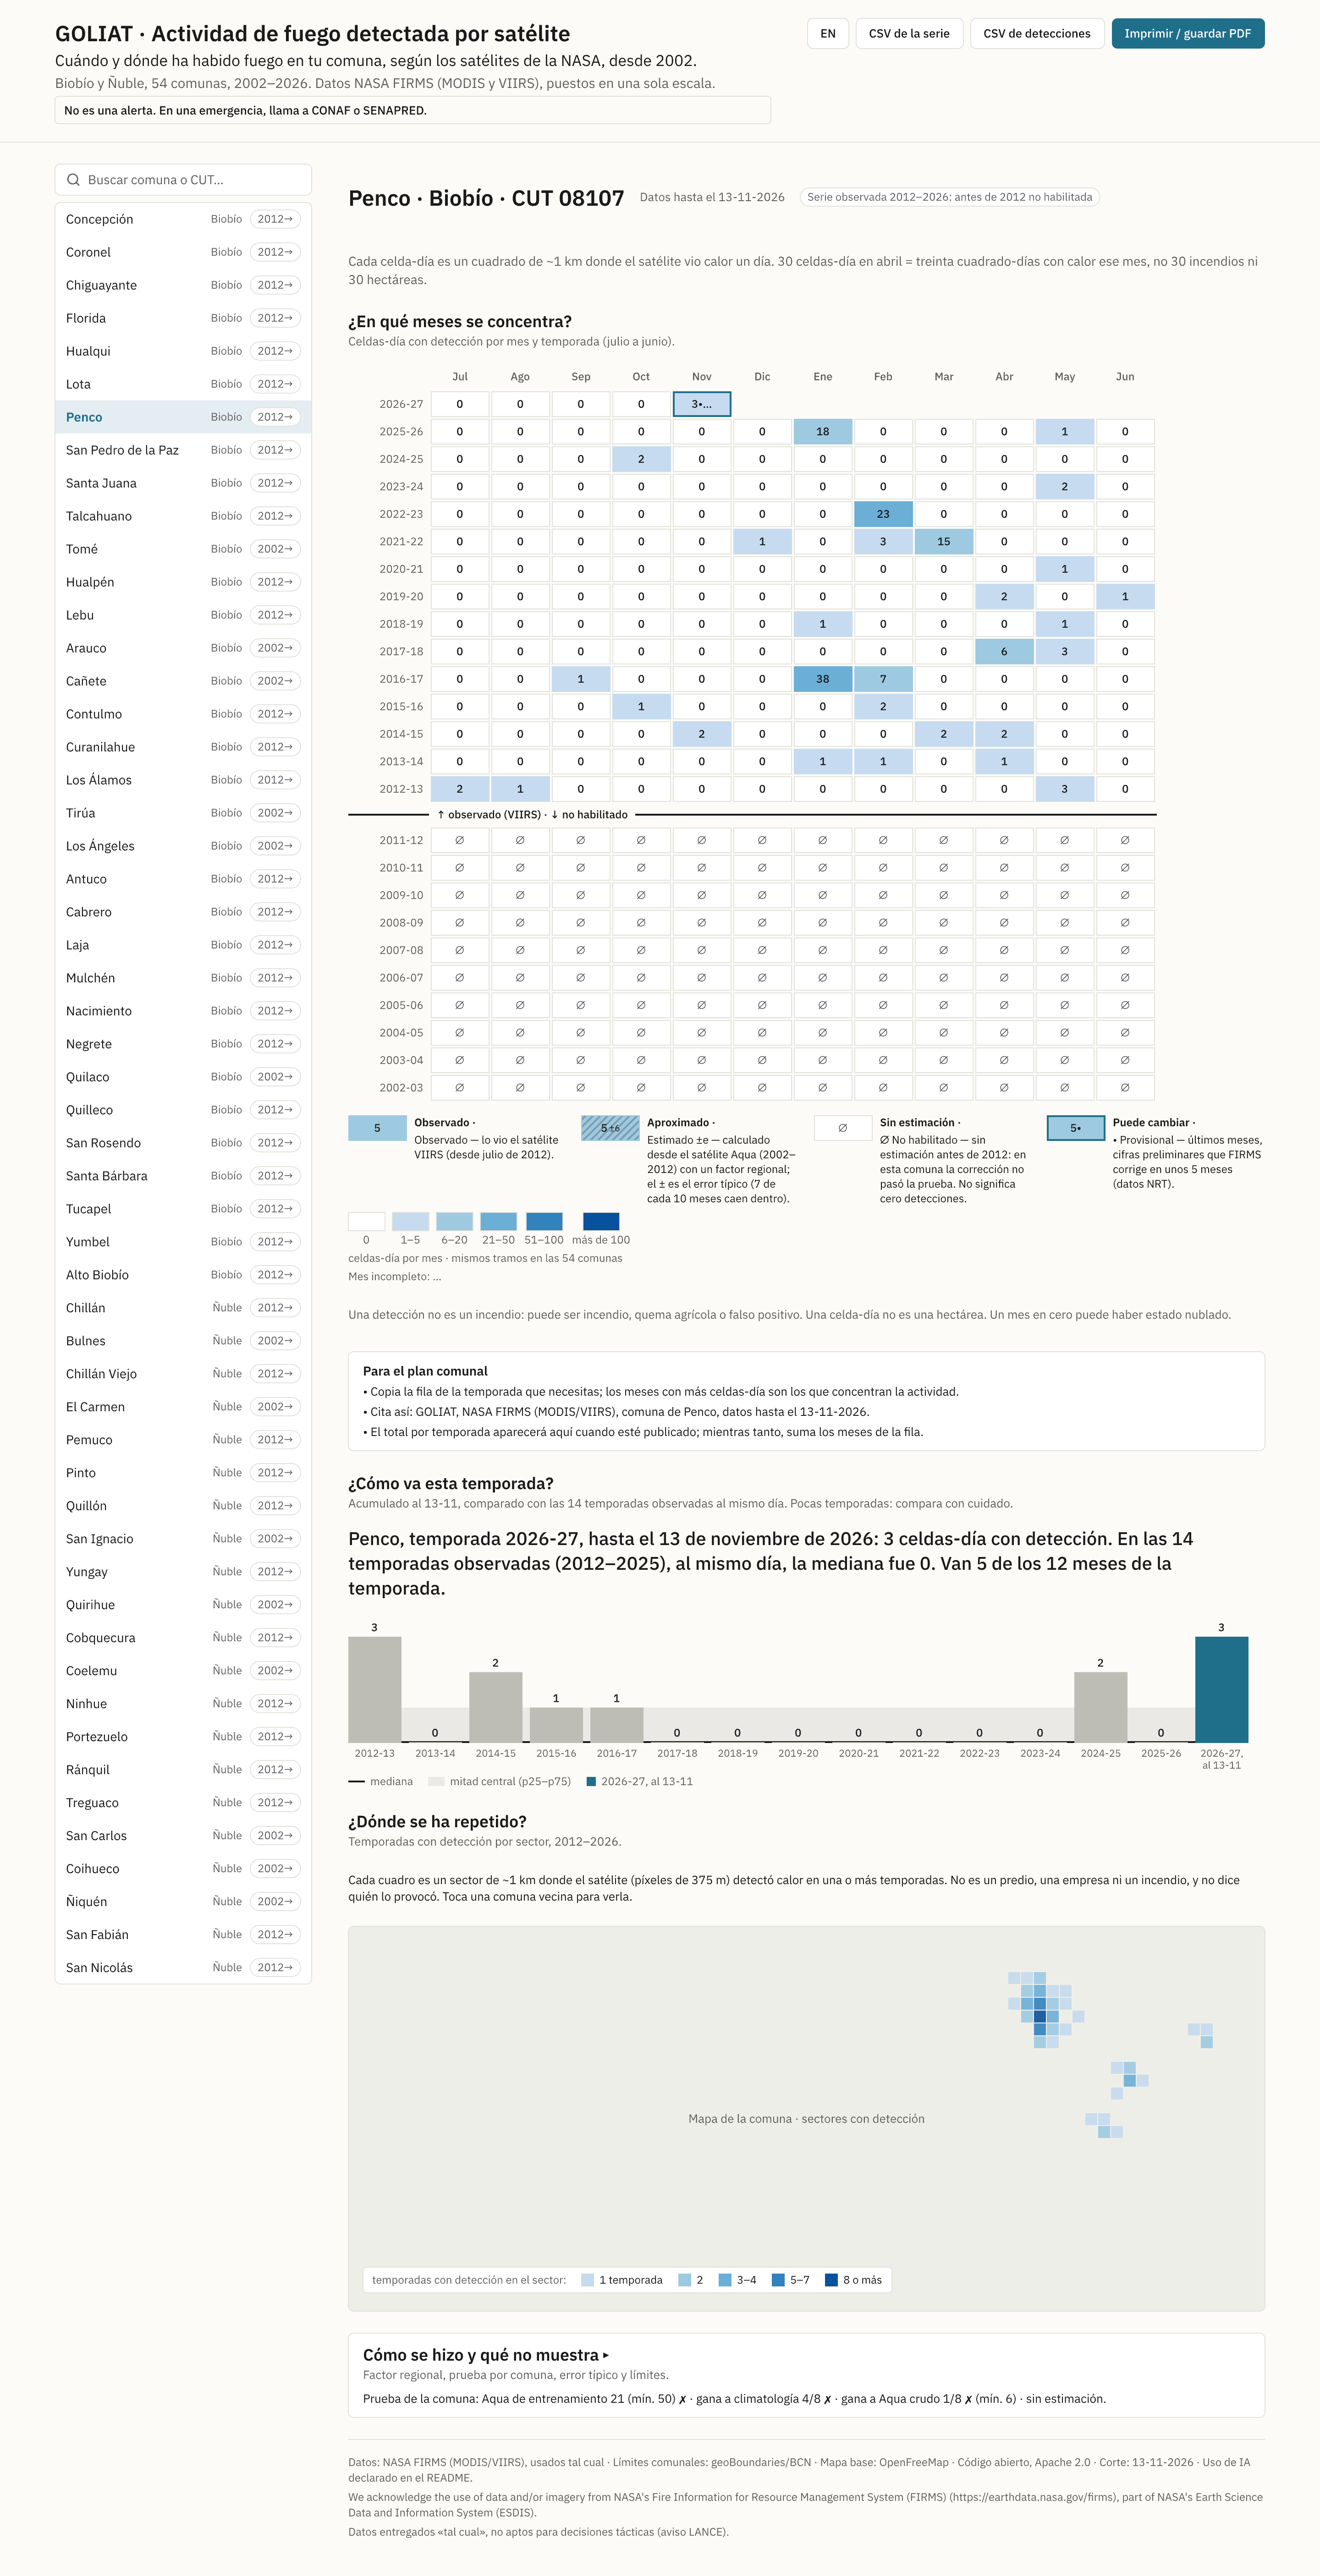 GOLIAT · Actividad de fuego detectada por satélite
Cuándo y dónde ha habido fuego en tu comuna, según los satélites de la NASA, desde 2002.
Biobío y Ñuble, 54 comunas, 2002–2026. Datos NASA FIRMS (MODIS y VIIRS), puestos en una sola escala.
No es una alerta. En una emergencia, llama a CONAF o SENAPRED.
EN CSV de la serie CSV de detecciones Imprimir / guardar PDF
Buscar comuna o CUT...
Concepción Biobío 2012→
Coronel Biobío 2012→
Chiguayante Biobío 2012→
Florida Biobío 2012→
Hualqui Biobío 2012→
Lota Biobío 2012→
Penco Biobío 2012→
San Pedro de la Paz Biobío 2012→
Santa Juana Biobío 2012→
Talcahuano Biobío 2012→
Tomé Biobío 2002→
Hualpén Biobío 2012→
Lebu Biobío 2012→
Arauco Biobío 2002→
Cañete Biobío 2002→
Contulmo Biobío 2012→
Curanilahue Biobío 2012→
Los Álamos Biobío 2012→
Tirúa Biobío 2002→
Los Ángeles Biobío 2002→
Antuco Biobío 2012→
Cabrero Biobío 2012→
Laja Biobío 2012→
Mulchén Biobío 2012→
Nacimiento Biobío 2012→
Negrete Biobío 2012→
Quilaco Biobío 2002→
Quilleco Biobío 2012→
San Rosendo Biobío 2012→
Santa Bárbara Biobío 2012→
Tucapel Biobío 2012→
Yumbel Biobío 2012→
Alto Biobío Biobío 2012→
Chillán Ñuble 2012→
Bulnes Ñuble 2002→
Chillán Viejo Ñuble 2012→
El Carmen Ñuble 2002→
Pemuco Ñuble 2012→
Pinto Ñuble 2012→
Quillón Ñuble 2012→
San Ignacio Ñuble 2002→
Yungay Ñuble 2012→
Quirihue Ñuble 2002→
Cobquecura Ñuble 2012→
Coelemu Ñuble 2002→
Ninhue Ñuble 2012→
Portezuelo Ñuble 2012→
Ránquil Ñuble 2012→
Treguaco Ñuble 2012→
San Carlos Ñuble 2002→
Coihueco Ñuble 2002→
Ñiquén Ñuble 2002→
San Fabián Ñuble 2012→
San Nicolás Ñuble 2012→
Penco · Biobío · CUT 08107 Datos hasta el 13-11-2026 Serie observada 2012–2026: antes de 2012 no habilitada
Cada celda-día es un cuadrado de ~1 km donde el satélite vio calor un día. 30 celdas-día en abril = treinta cuadrado-días con calor ese mes, no 30 incendios ni
30 hectáreas.
¿En qué meses se concentra?
Celdas-día con detección por mes y temporada (julio a junio).
Jul Ago Sep Oct Nov Dic Ene Feb Mar Abr May Jun
2026-27 0 0 0 0 3•...
2025-26 0 0 0 0 0 0 18 0 0 0 1 0
2024-25 0 0 0 2 0 0 0 0 0 0 0 0
2023-24 0 0 0 0 0 0 0 0 0 0 2 0
2022-23 0 0 0 0 0 0 0 23 0 0 0 0
2021-22 0 0 0 0 0 1 0 3 15 0 0 0
2020-21 0 0 0 0 0 0 0 0 0 0 1 0
2019-20 0 0 0 0 0 0 0 0 0 2 0 1
2018-19 0 0 0 0 0 0 1 0 0 0 1 0
2017-18 0 0 0 0 0 0 0 0 0 6 3 0
2016-17 0 0 1 0 0 0 38 7 0 0 0 0
2015-16 0 0 0 1 0 0 0 2 0 0 0 0
2014-15 0 0 0 0 2 0 0 0 2 2 0 0
2013-14 0 0 0 0 0 0 1 1 0 1 0 0
2012-13 2 1 0 0 0 0 0 0 0 0 3 0
↑ observado (VIIRS) · ↓ no habilitado
2011-12 ∅ ∅ ∅ ∅ ∅ ∅ ∅ ∅ ∅ ∅ ∅ ∅
2010-11 ∅ ∅ ∅ ∅ ∅ ∅ ∅ ∅ ∅ ∅ ∅ ∅
2009-10 ∅ ∅ ∅ ∅ ∅ ∅ ∅ ∅ ∅ ∅ ∅ ∅
2008-09 ∅ ∅ ∅ ∅ ∅ ∅ ∅ ∅ ∅ ∅ ∅ ∅
2007-08 ∅ ∅ ∅ ∅ ∅ ∅ ∅ ∅ ∅ ∅ ∅ ∅
2006-07 ∅ ∅ ∅ ∅ ∅ ∅ ∅ ∅ ∅ ∅ ∅ ∅
2005-06 ∅ ∅ ∅ ∅ ∅ ∅ ∅ ∅ ∅ ∅ ∅ ∅
2004-05 ∅ ∅ ∅ ∅ ∅ ∅ ∅ ∅ ∅ ∅ ∅ ∅
2003-04 ∅ ∅ ∅ ∅ ∅ ∅ ∅ ∅ ∅ ∅ ∅ ∅
2002-03 ∅ ∅ ∅ ∅ ∅ ∅ ∅ ∅ ∅ ∅ ∅ ∅
5 Observado ·
Observado — lo vio el satélite
VIIRS (desde julio de 2012).
5 ±6 Aproximado ·
Estimado ±e — calculado
desde el satélite Aqua (2002–
2012) con un factor regional;
el ± es el error típico (7 de
cada 10 meses caen dentro).
∅ Sin estimación ·
∅ No habilitado — sin
estimación antes de 2012: en
esta comuna la corrección no
pasó la prueba. No significa
cero detecciones.
5• Puede cambiar ·
• Provisional — últimos meses,
cifras preliminares que FIRMS
corrige en unos 5 meses
(datos NRT).
0 1–5 6–20 21–50 51–100 más de 100
celdas-día por mes · mismos tramos en las 54 comunas
Mes incompleto: ...
Una detección no es un incendio: puede ser incendio, quema agrícola o falso positivo. Una celda-día no es una hectárea. Un mes en cero puede haber estado nublado.
Para el plan comunal
• Copia la fila de la temporada que necesitas; los meses con más celdas-día son los que concentran la actividad.
• Cita así: GOLIAT, NASA FIRMS (MODIS/VIIRS), comuna de Penco, datos hasta el 13-11-2026.
• El total por temporada aparecerá aquí cuando esté publicado; mientras tanto, suma los meses de la fila.
¿Cómo va esta temporada?
Acumulado al 13-11, comparado con las 14 temporadas observadas al mismo día. Pocas temporadas: compara con cuidado.
Penco, temporada 2026-27, hasta el 13 de noviembre de 2026: 3 celdas-día con detección. En las 14
temporadas observadas (2012–2025), al mismo día, la mediana fue 0. Van 5 de los 12 meses de la
temporada.
3 0 2 1 1 0 0 0 0 0 0 0 2 0 3
2012-13 2013-14 2014-15 2015-16 2016-17 2017-18 2018-19 2019-20 2020-21 2021-22 2022-23 2023-24 2024-25 2025-26 2026-27,
al 13-11
mediana mitad central (p25–p75) 2026-27, al 13-11
¿Dónde se ha repetido?
Temporadas con detección por sector, 2012–2026.
Cada cuadro es un sector de ~1 km donde el satélite (píxeles de 375 m) detectó calor en una o más temporadas. No es un predio, una empresa ni un incendio, y no dice
quién lo provocó. Toca una comuna vecina para verla.
Mapa de la comuna · sectores con detección
temporadas con detección en el sector: 1 temporada 2 3–4 5–7 8 o más
Cómo se hizo y qué no muestra ▸
Factor regional, prueba por comuna, error típico y límites.
Prueba de la comuna: Aqua de entrenamiento 21 (mín. 50) ✗ · gana a climatología 4/8 ✗ · gana a Aqua crudo 1/8 ✗ (mín. 6) · sin estimación.
Datos: NASA FIRMS (MODIS/VIIRS), usados tal cual · Límites comunales: geoBoundaries/BCN · Mapa base: OpenFreeMap · Código abierto, Apache 2.0 · Corte: 13-11-2026 · Uso de IA
declarado en el README.
We acknowledge the use of data and/or imagery from NASA's Fire Information for Resource Management System (FIRMS) (https://earthdata.nasa.gov/firms), part of NASA's Earth Science
Data and Information System (ESDIS).
Datos entregados «tal cual», no aptos para decisiones tácticas (aviso LANCE).